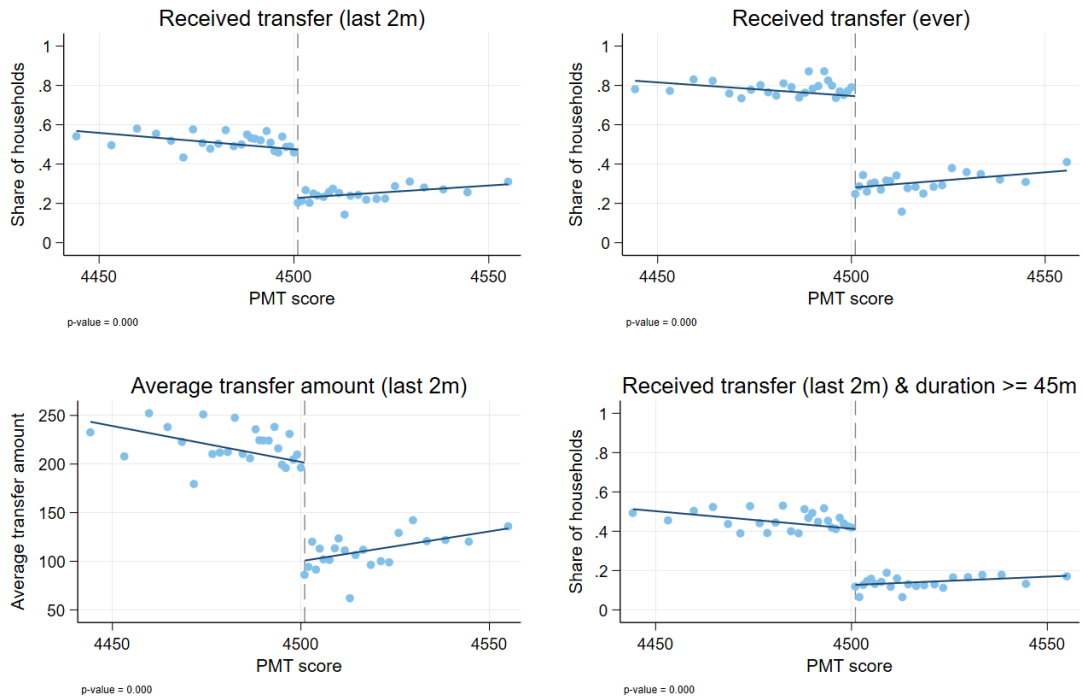 Received transfer (last 2m)
Share of households
1
.8
.6
.4
.2
0
4450
4500
4550
PMT score
p-value = 0.000
Received transfer (ever)
Share of households
1
.8
.6
.4
.2
0
4450
4500
4550
PMT score
p-value = 0.000
Average transfer amount (last 2m)
Average transfer amount
250
200
150
100
50
4450
4500
4550
PMT score
p-value = 0.000
Received transfer (last 2m) & duration >= 45m
Share of households
1
.8
.6
.4
.2
0
4450
4500
4550
PMT score
p-value = 0.000